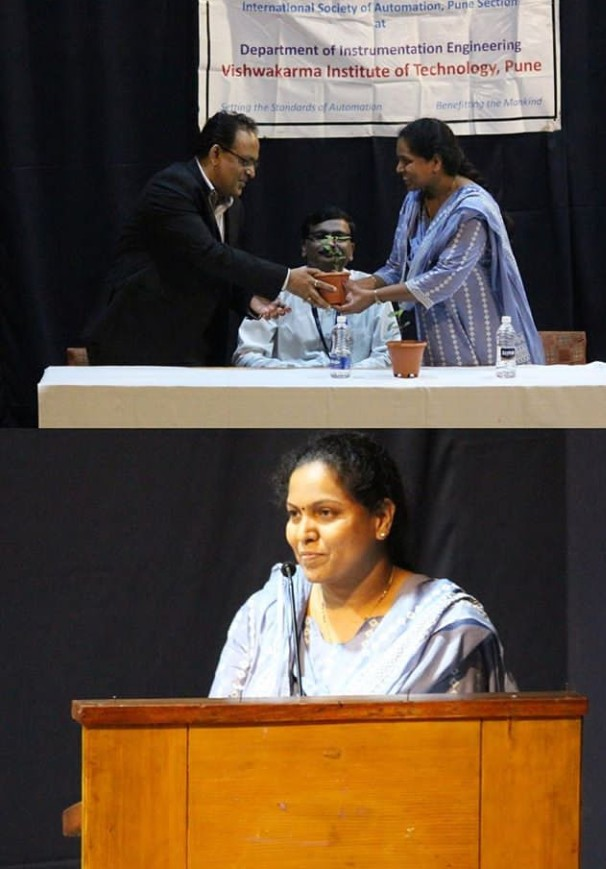 International Society of Automation, Pune Section
at
Department of Instrumentation Engineering
Vishwakarma Institute of Technology, Pune
Setting the Standards of Automation Benefitting the Mankind